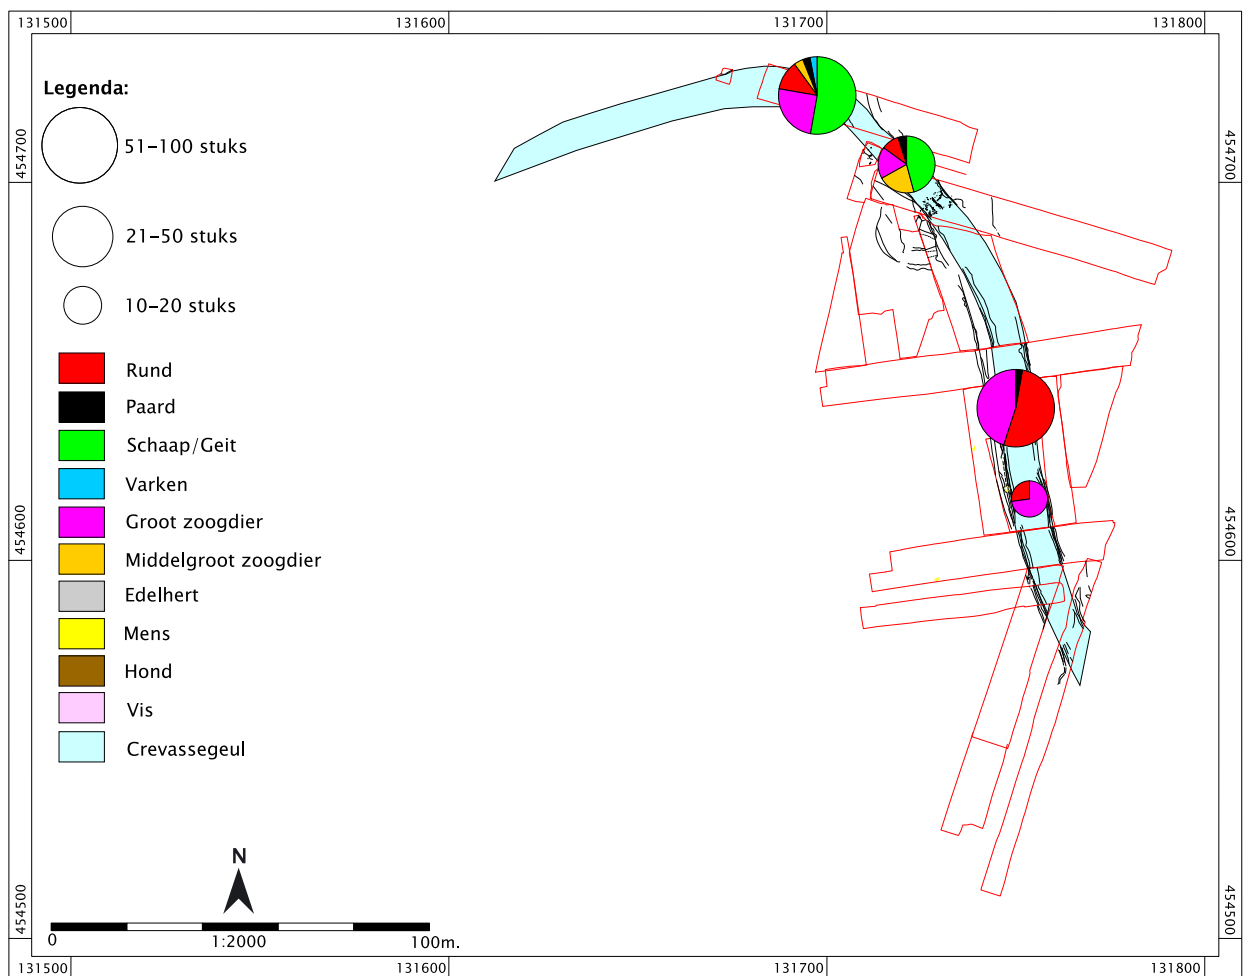 131500 131600 131700 131800
Legenda:
51–100 stuks
21–50 stuks
10–20 stuks
Rund
Paard
Schaap/Geit
Varken
Groot zoogdier
Middelgroot zoogdier
Edelhert
Mens
Hond
Vis
Crevassegeul
454700 454700
454600 454600
454500 454500
N
0 1:2000 100m.
131500 131600 131700 131800